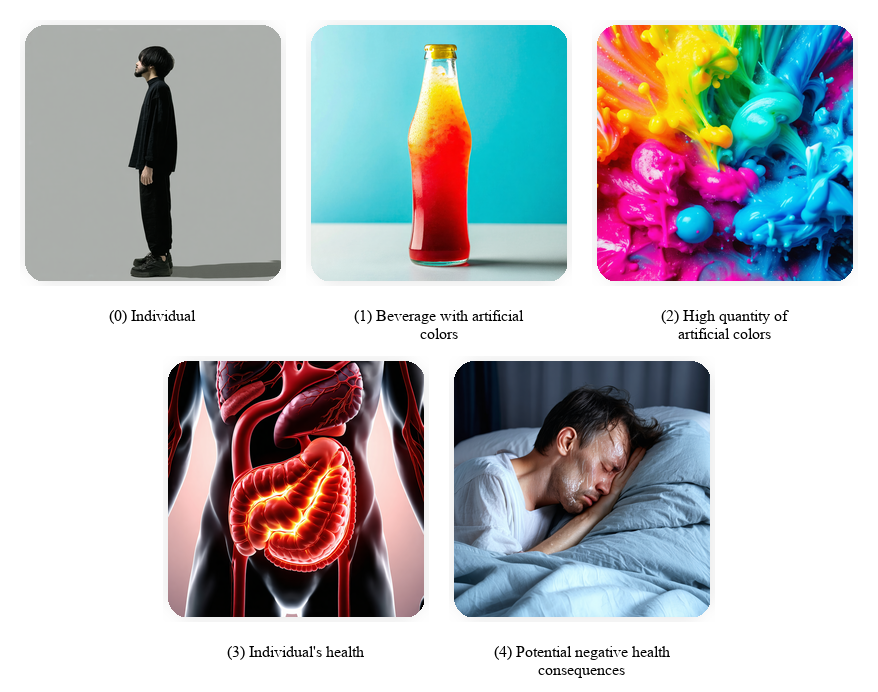 (0) Individual
(1) Beverage with artificial
colors
(2) High quantity of
artificial colors
(3) Individual's health
(4) Potential negative health
consequences